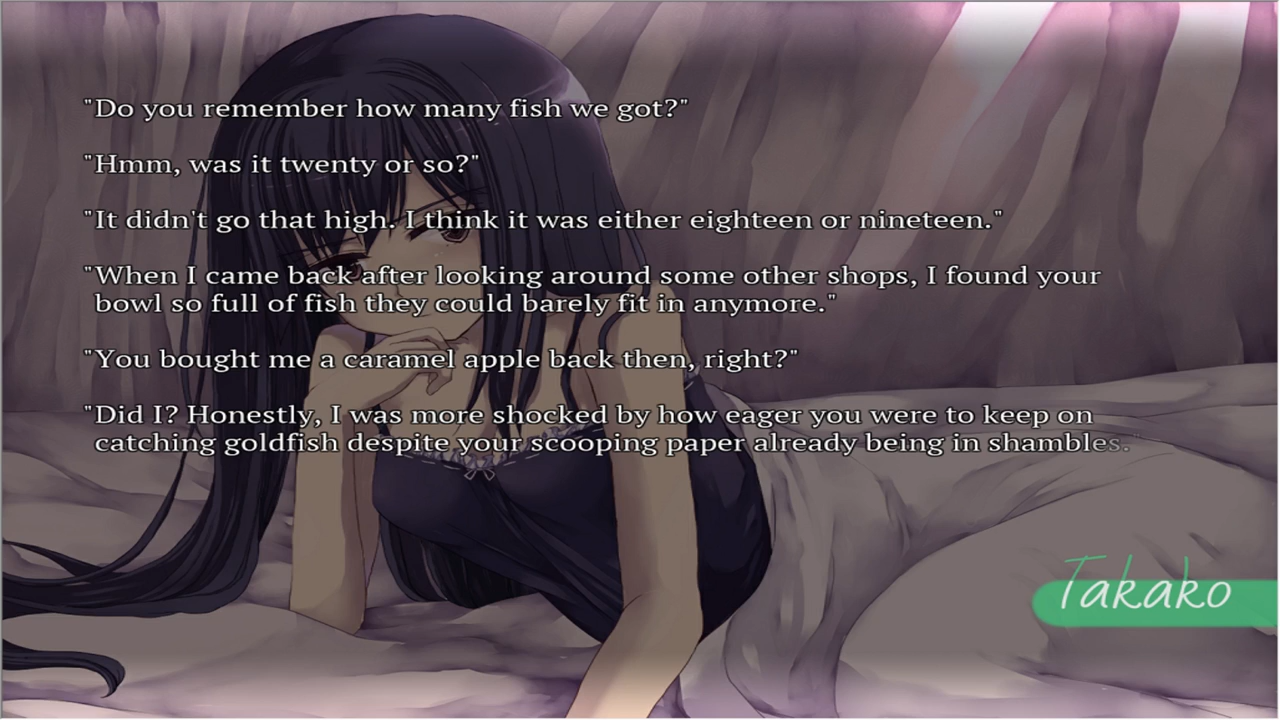 "Do you remember how many fish we got?"
"Hmm, was it twenty or so?"
"It didn't go that high. I think it was either eighteen or nineteen."
"When I came back after looking around some other shops, I found your
bowl so full of fish they could barely fit in anymore."
"You bought me a caramel apple back then, right?"
"Did I? Honestly, I was more shocked by how eager you were to keep on
catching goldfish despite your scooping paper already being in shambles."
Takako